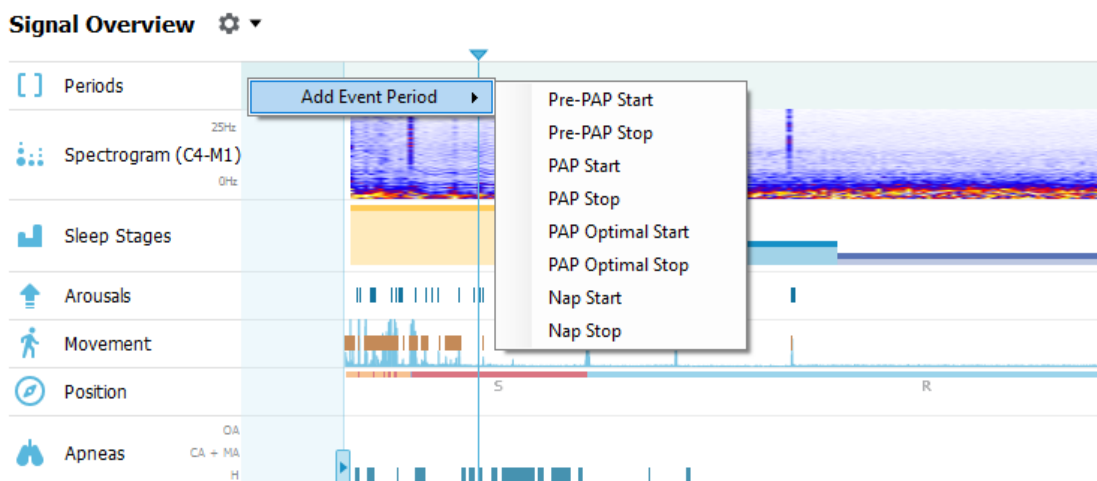 Signal Overview
Periods
Add Event Period
Pre-PAP Start
Pre-PAP Stop
PAP Start
PAP Stop
PAP Optimal Start
PAP Optimal Stop
Nap Start
Nap Stop
25Hz
Spectrogram (C4-M1)
0Hz
Sleep Stages
Arousals
Movement
Position
S
R
Apneas
OA
CA + MA
H